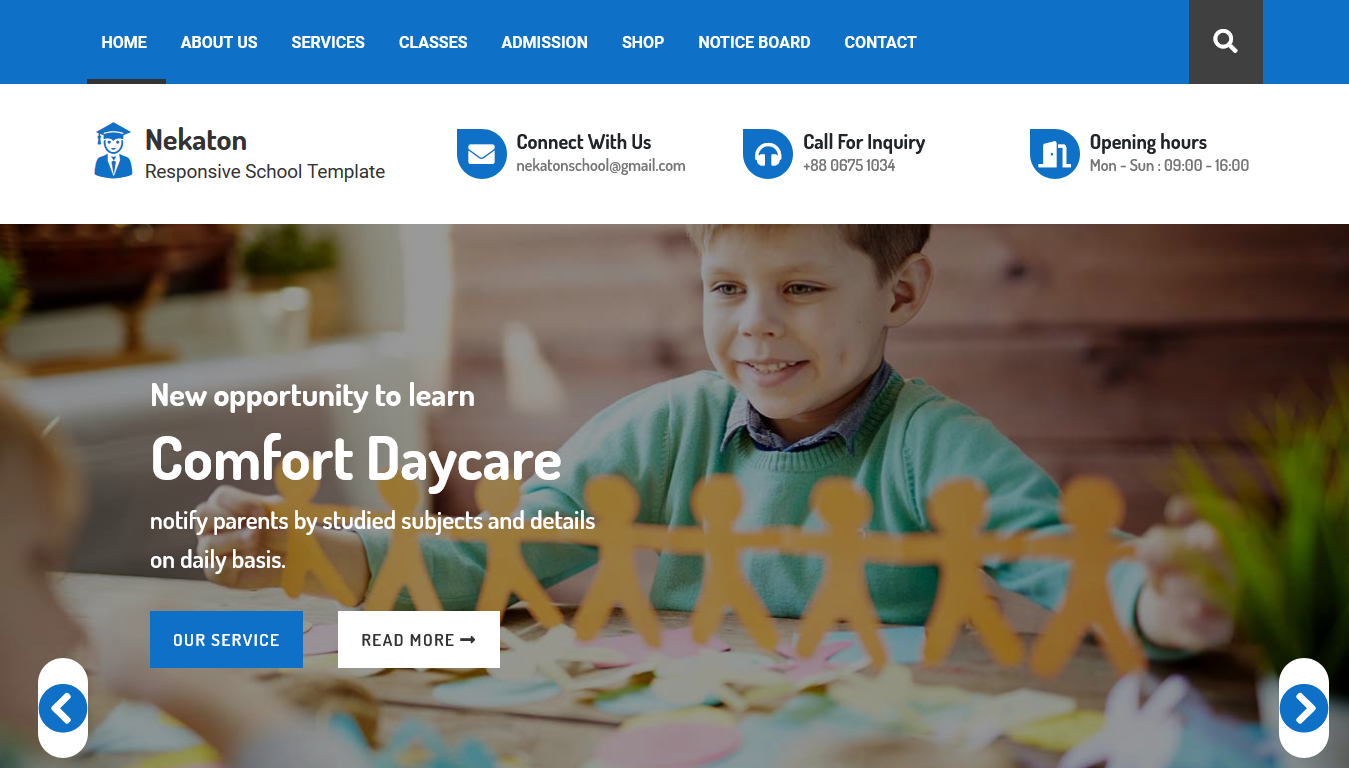 HOME ABOUT US SERVICES CLASSES ADMISSION SHOP NOTICE BOARD CONTACT
Nekaton
Responsive School Template
Connect With Us
nekatonschool@gmail.com
Call For Inquiry
+88 0675 1034
Opening hours
Mon - Sun : 09:00 - 16:00
New opportunity to learn
Comfort Daycare
notify parents by studied subjects and details
on daily basis.
OUR SERVICE
READ MORE